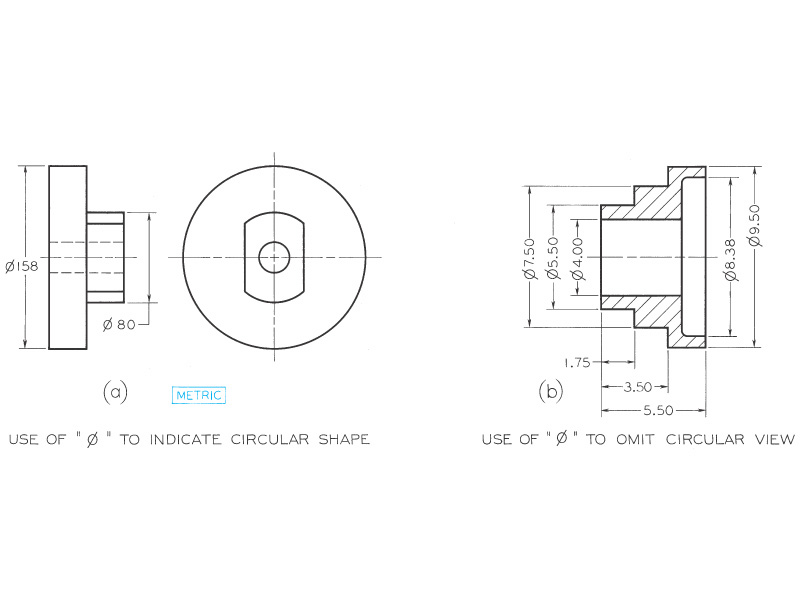 Ø158
Ø 80
(a)
METRIC
USE OF "Ø" TO INDICATE CIRCULAR SHAPE
Ø7.50
Ø5.50
Ø4.00
Ø8.38
Ø9.50
1.75
3.50
5.50
(b)
USE OF "Ø" TO OMIT CIRCULAR VIEW